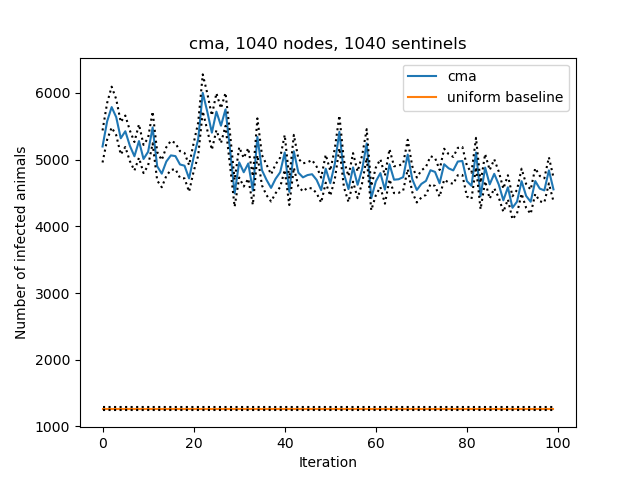 cma, 1040 nodes, 1040 sentinels
cma
uniform baseline
6000
5000
4000
3000
2000
1000
Number of infected animals
0 20 40 60 80 100
Iteration